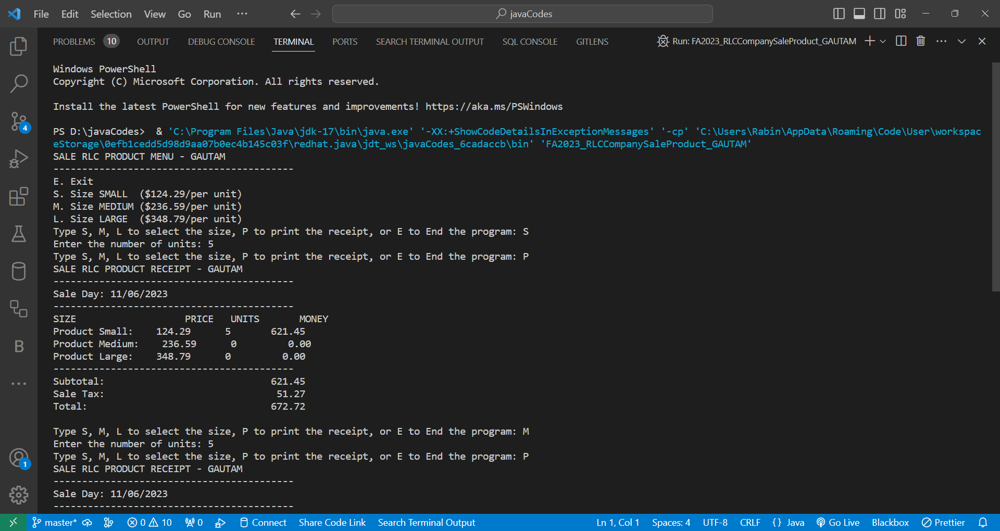 File Edit Selection View Go Run ··· javaCodes
PROBLEMS 10 OUTPUT DEBUG CONSOLE TERMINAL PORTS SEARCH TERMINAL OUTPUT SQL CONSOLE GITLENS Run: FA2023_RLCCompanySaleProduct_GAUTAM
Windows PowerShell
Copyright (C) Microsoft Corporation. All rights reserved.
Install the latest PowerShell for new features and improvements! https://aka.ms/PSWindows
PS D:\javaCodes>  & 'C:\Program Files\Java\jdk-17\bin\java.exe' '-XX:+ShowCodeDetailsInExceptionMessages' '-cp' 'C:\Users\Rabin\AppData\Roaming\Code\User\workspac
eStorage\0efb1cedd5d98d9aa07b0ec4b145c03f\redhat.java\jdt_ws\javaCodes_6cadaccb\bin' 'FA2023_RLCCompanySaleProduct_GAUTAM'
SALE RLC PRODUCT MENU - GAUTAM
------------------------------------------
E. Exit
S. Size SMALL  ($124.29/per unit)
M. Size MEDIUM ($236.59/per unit)
L. Size LARGE  ($348.79/per unit)
Type S, M, L to select the size, P to print the receipt, or E to End the program: S
Enter the number of units: 5
Type S, M, L to select the size, P to print the receipt, or E to End the program: P
SALE RLC PRODUCT RECEIPT - GAUTAM
------------------------------------------
Sale Day: 11/06/2023
------------------------------------------
SIZE                   PRICE   UNITS       MONEY
Product Small:    124.29      5       621.45
Product Medium:    236.59      0         0.00
Product Large:    348.79      0         0.00
------------------------------------------
Subtotal:                             621.45
Sale Tax:                              51.27
Total:                                672.72
Type S, M, L to select the size, P to print the receipt, or E to End the program: M
Enter the number of units: 5
Type S, M, L to select the size, P to print the receipt, or E to End the program: P
SALE RLC PRODUCT RECEIPT - GAUTAM
------------------------------------------
Sale Day: 11/06/2023
------------------------------------------
4
B
1
master* 0 10 0 Connect Share Code Link Search Terminal Output Ln 1, Col 1 Spaces: 4 UTF-8 CRLF {} Java Go Live Blackbox Prettier